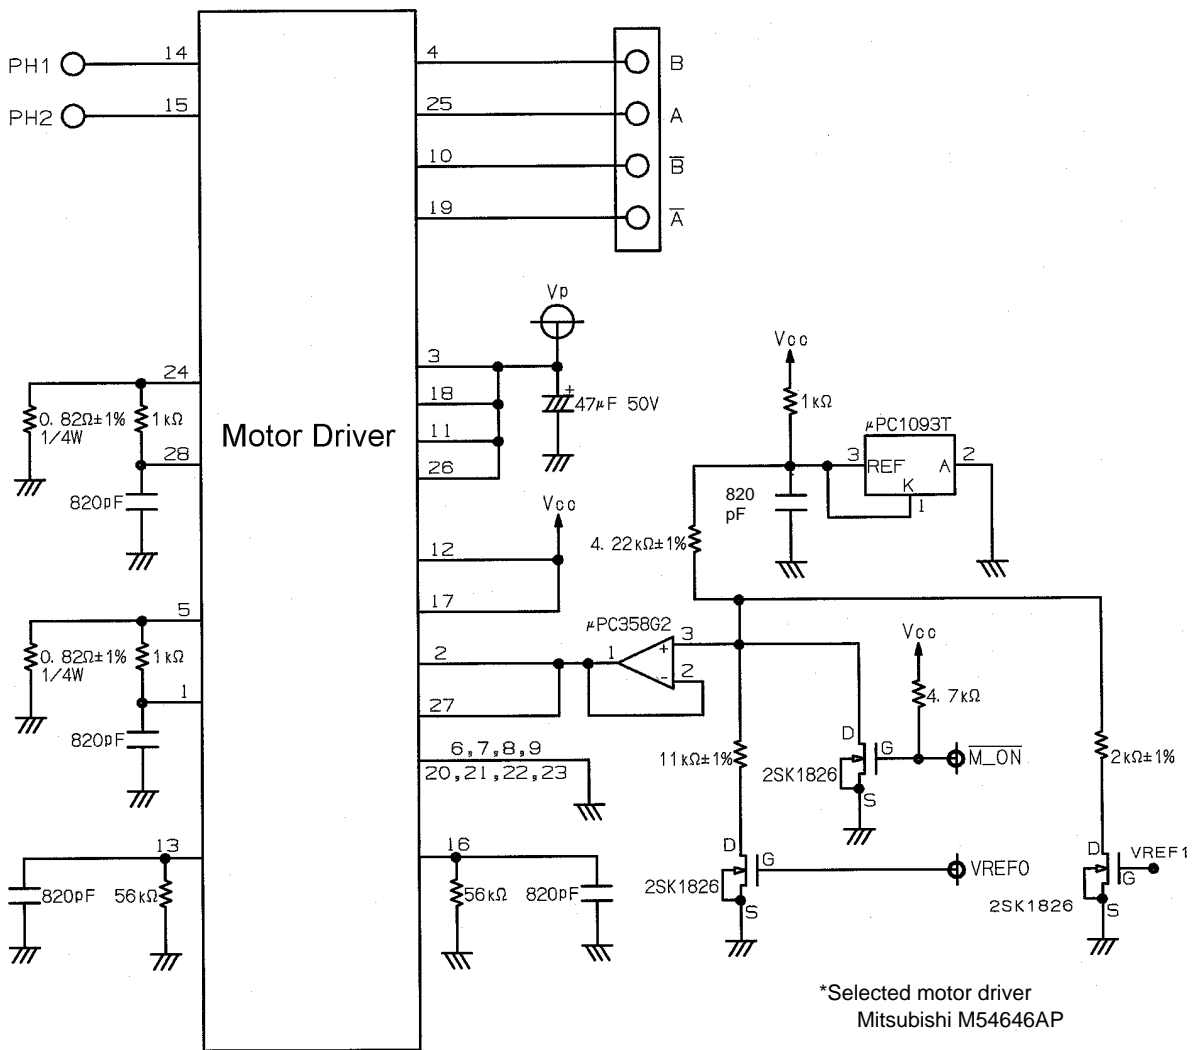 PH1
14
PH2
15
4
B
25
A
10
B̅
19
A̅
Vp
3
18
11
26
+
47μF 50V
24
0.82Ω±1%
1/4W
1kΩ
28
820pF
Motor Driver
Vcc
12
17
Vcc
1kΩ
μPC1093T
3
REF
A
2
K
1
820
pF
4.22kΩ±1%
5
0.82Ω±1%
1/4W
1kΩ
1
820pF
μPC358G2
2
1
+
3
-
2
27
6,7,8,9
20,21,22,23
Vcc
4.7kΩ
11kΩ±1%
D
G
2SK1826
S
M_ON
2kΩ±1%
13
820pF
56kΩ
16
56kΩ
820pF
D
G
2SK1826
S
VREF0
D
G
VREF1
2SK1826
S
*Selected motor driver
Mitsubishi M54646AP